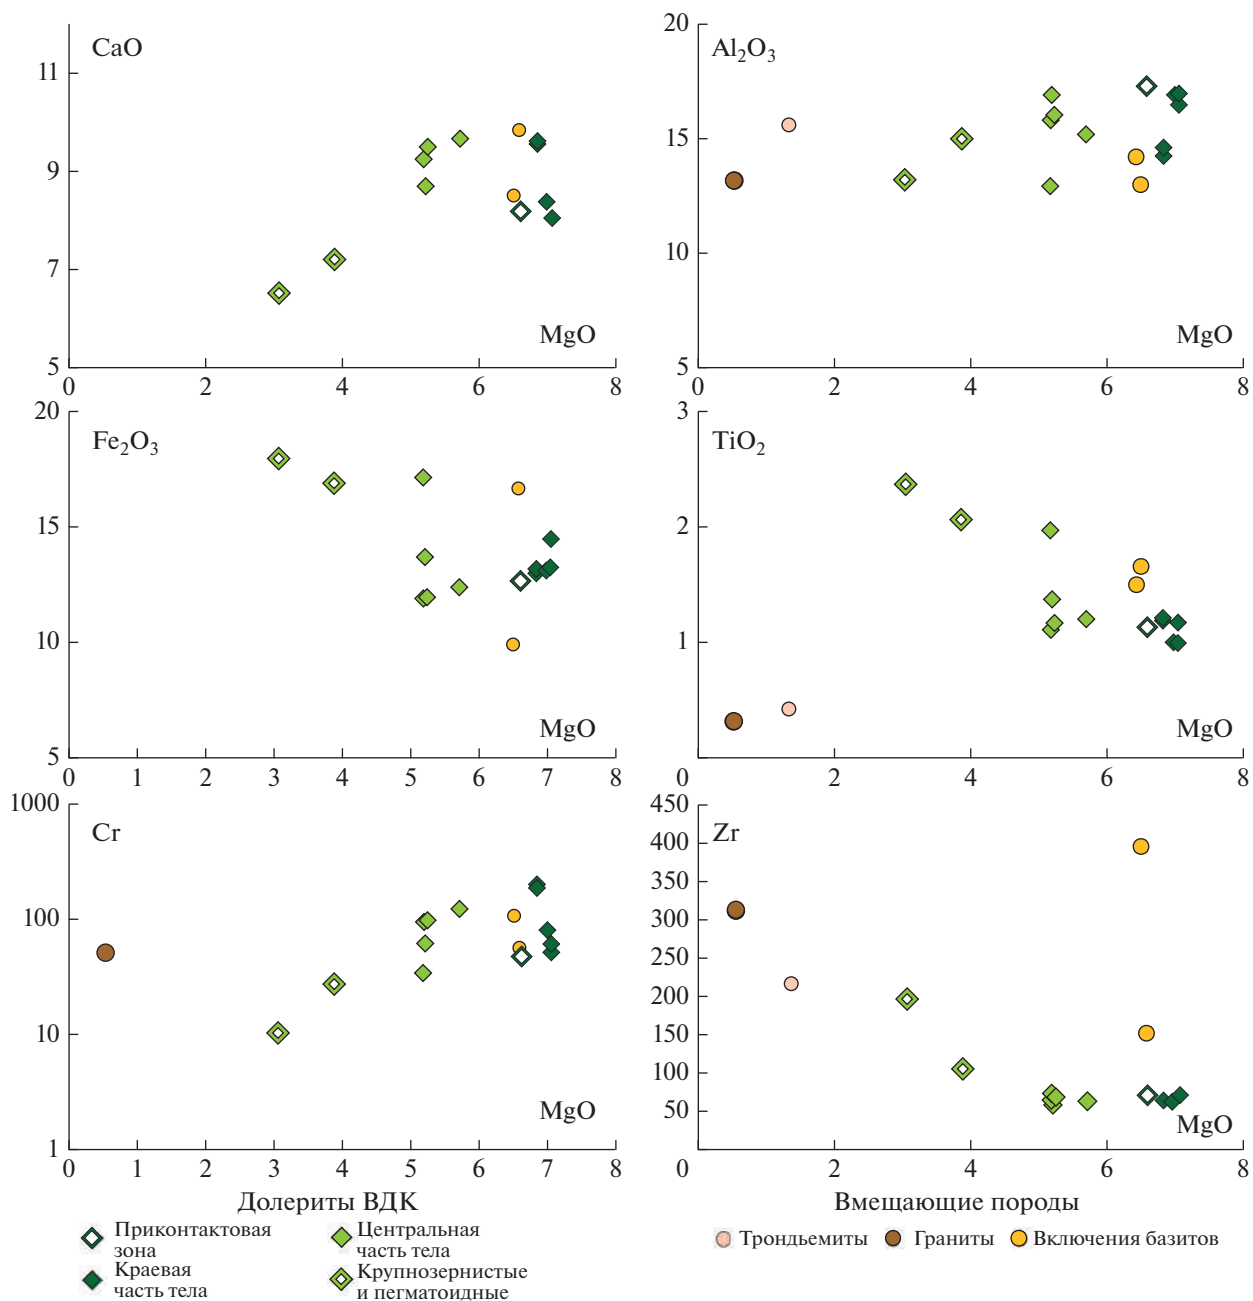 CaO
11
9
7
5
MgO
0 2 4 6 8
Al₂O₃
20
15
10
5
MgO
0 2 4 6 8
Fe₂O₃
20
15
10
5
MgO
0 1 2 3 4 5 6 7 8
TiO₂
3
2
1
MgO
0 2 4 6 8
Cr
1000
100
10
1
MgO
0 1 2 3 4 5 6 7 8
Zr
450
400
350
300
250
200
150
100
50
MgO
0 2 4 6 8
Долериты ВДК
Приконтактовая
зона
Краевая
часть тела
Центральная
часть тела
Крупнозернистые
и пегматоидные
Вмещающие породы
Трондьемиты Граниты Включения базитов